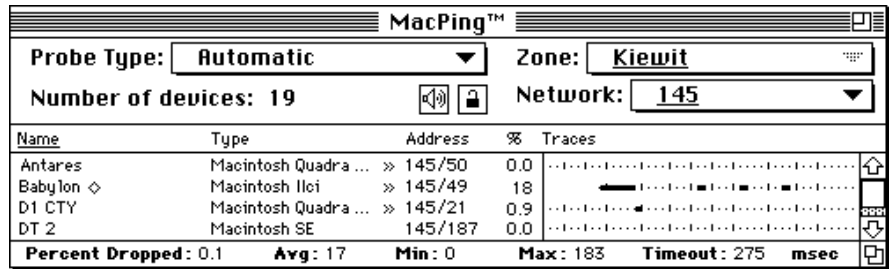 MacPing™
Probe Type: Automatic Zone: Kiewit
Number of devices: 19 Network: 145
Name Type Address % Traces
Antares Macintosh Quadra ... » 145/50 0.0
Babylon ◇ Macintosh IIci » 145/49 18
D1 CTY Macintosh Quadra ... » 145/21 0.9
DT 2 Macintosh SE 145/187 0.0
Percent Dropped: 0.1 Avg: 17 Min: 0 Max: 183 Timeout: 275 msec